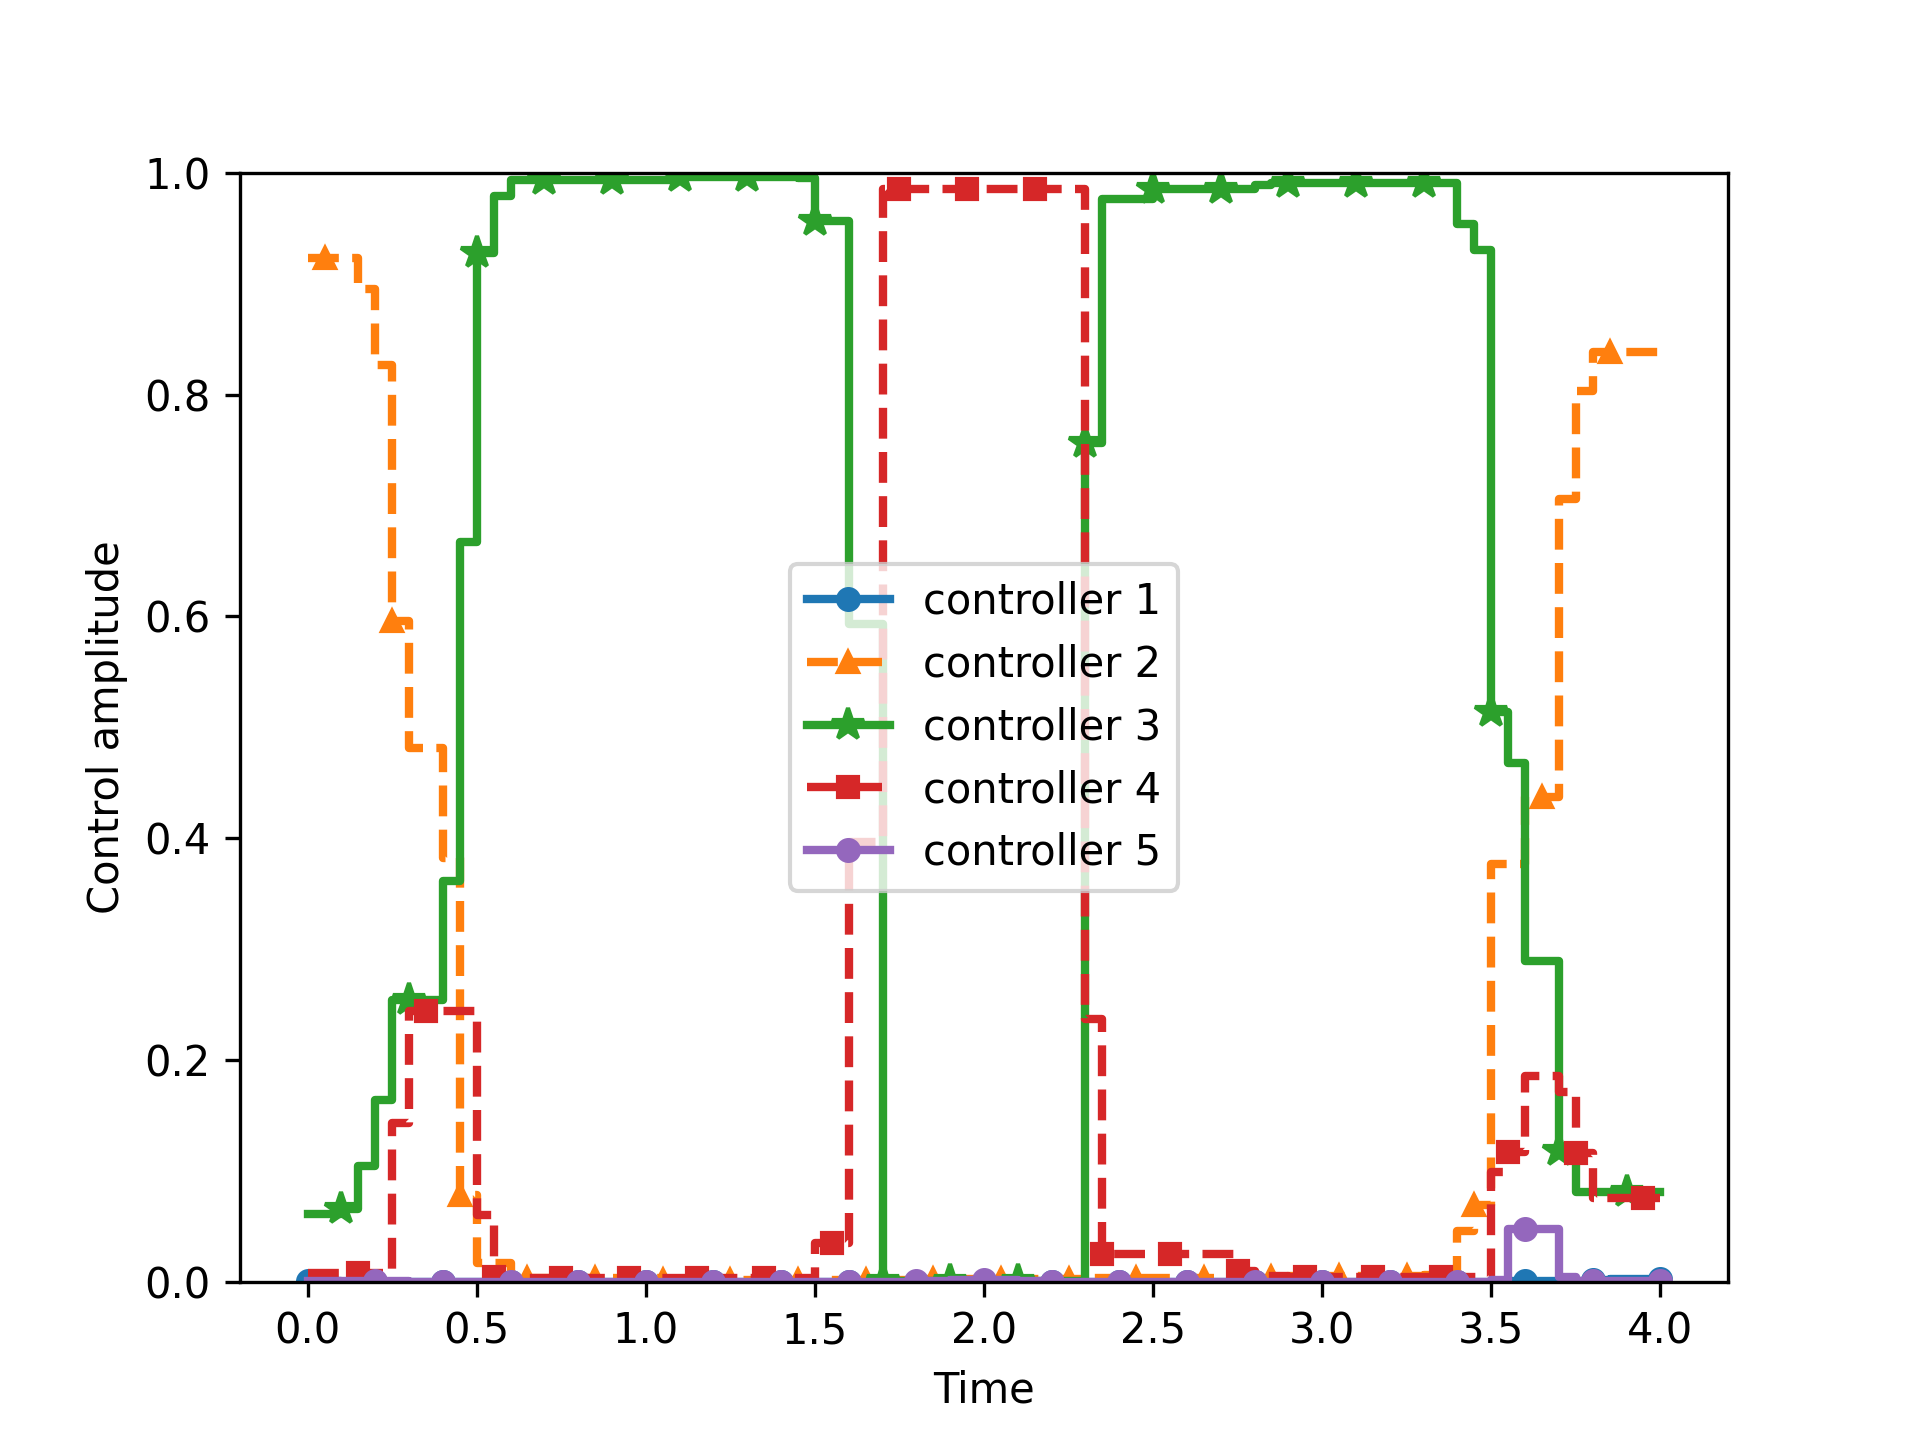 1.0
0.8
0.6
0.4
0.2
0.0
Control amplitude
controller 1
controller 2
controller 3
controller 4
controller 5
0.0 0.5 1.0 1.5 2.0 2.5 3.0 3.5 4.0
Time